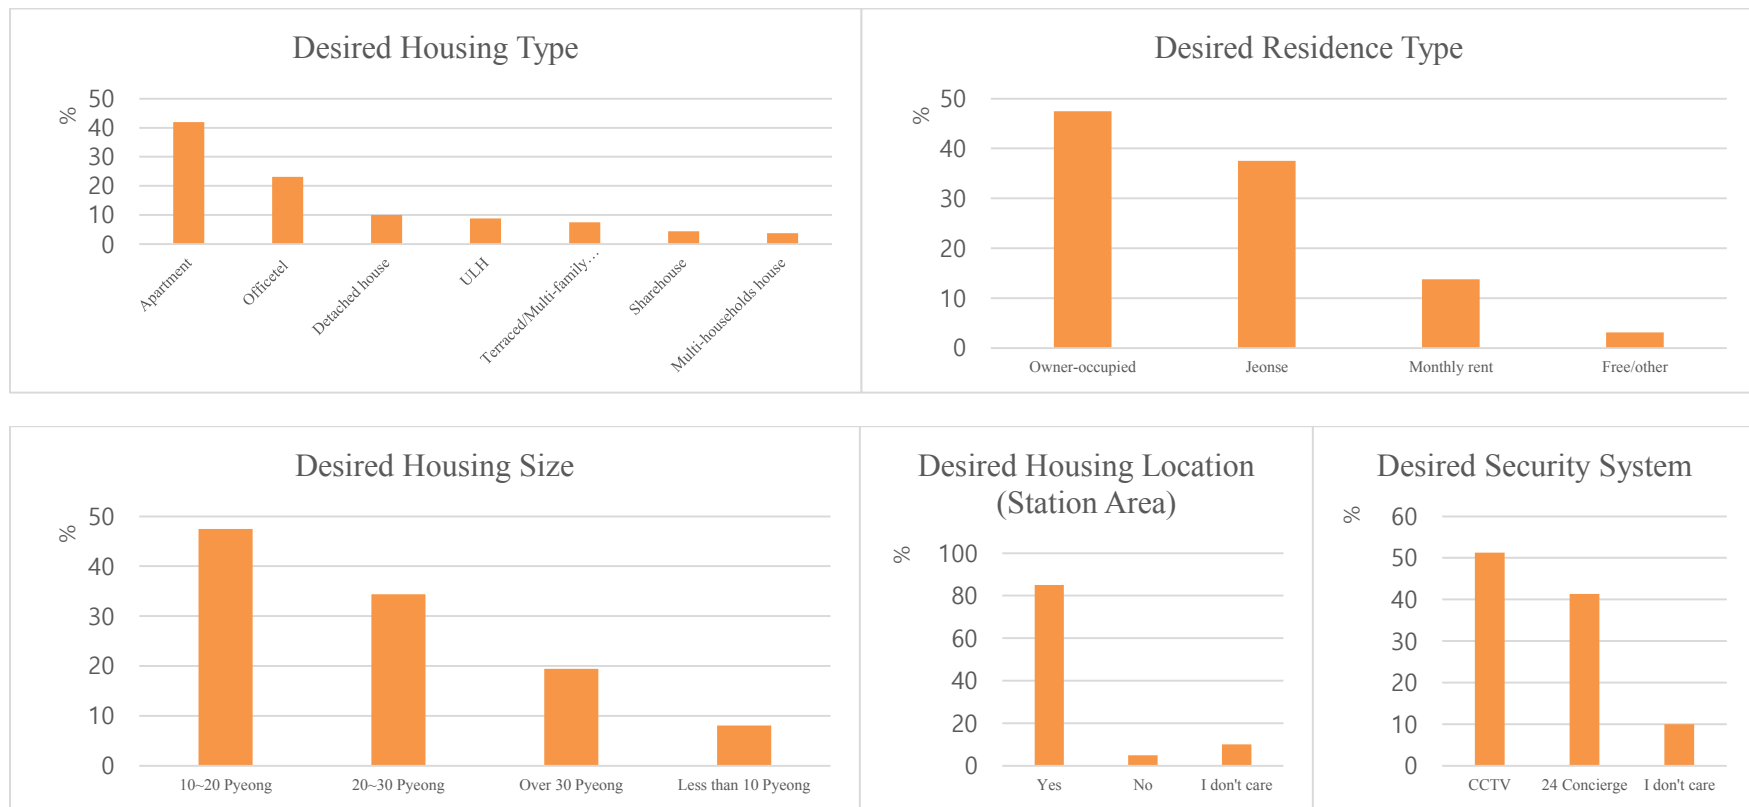 Desired Housing Type
%
50
40
30
20
10
0
Apartment
Officetel
Detached house
ULH
Terraced/Multi-family…
Sharehouse
Multi-households house
Desired Residence Type
%
50
40
30
20
10
0
Owner-occupied
Jeonse
Monthly rent
Free/other
Desired Housing Size
%
50
40
30
20
10
0
10~20 Pyeong
20~30 Pyeong
Over 30 Pyeong
Less than 10 Pyeong
Desired Housing Location
(Station Area)
%
100
80
60
40
20
0
Yes
No
I don't care
Desired Security System
%
60
50
40
30
20
10
0
CCTV
24 Concierge
I don't care